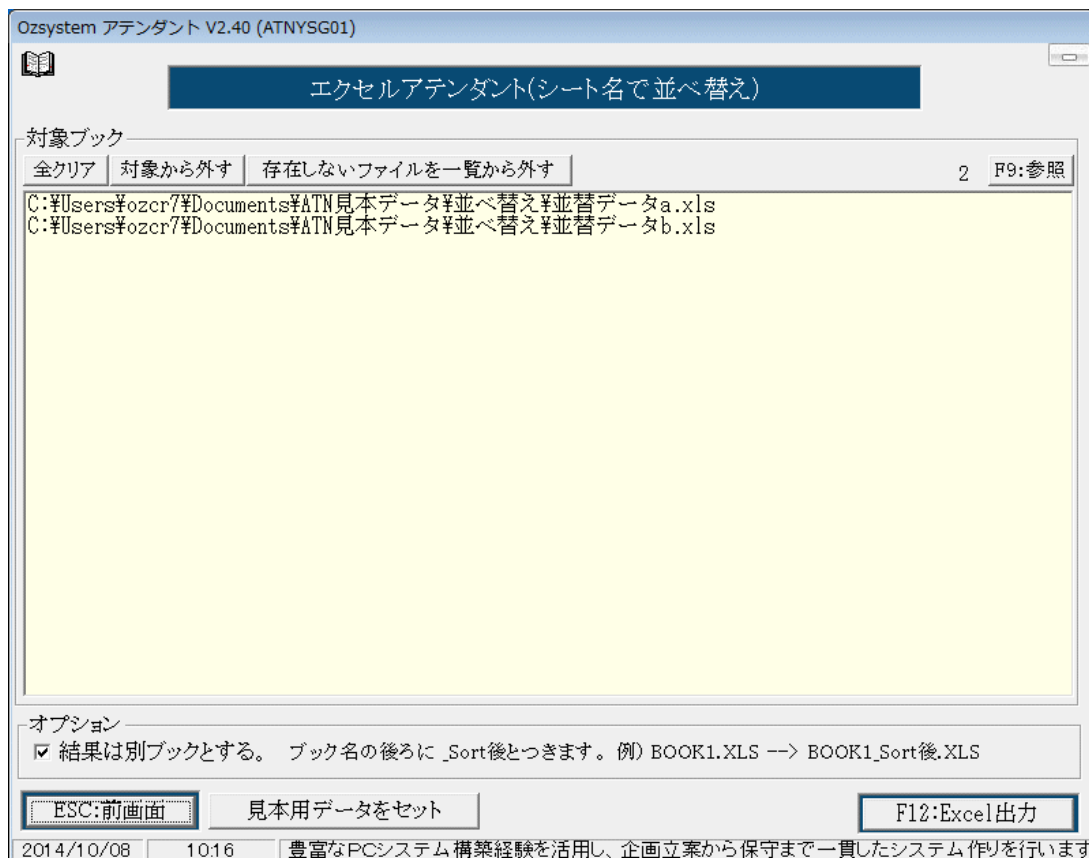 Ozsystem アテンダント V2.40 (ATNYSG01)
エクセルアテンダント(シート名で並べ替え)
対象ブック
全クリア 対象から外す 存在しないファイルを一覧から外す 2 F9:参照
C:¥Users¥ozcr7¥Documents¥ATN見本データ¥並べ替え¥並替データa.xls
C:¥Users¥ozcr7¥Documents¥ATN見本データ¥並べ替え¥並替データb.xls
オプション
結果は別ブックとする。 ブック名の後ろに _Sort後とつきます。例) BOOK1.XLS --> BOOK1_Sort後.XLS
ESC:前画面 見本用データをセット F12:Excel出力
2014/10/08 10:16 豊富なPCシステム構築経験を活用し、企画立案から保守まで一貫したシステム作りを行います